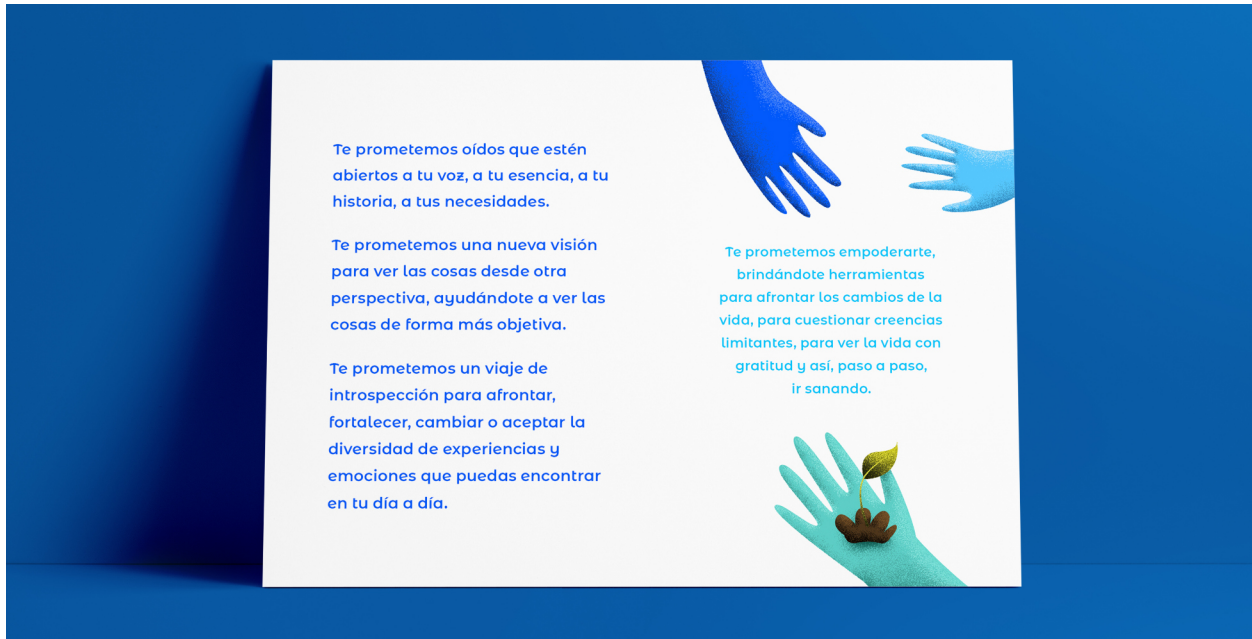 Te prometemos oídos que estén
abiertos a tu voz, a tu esencia, a tu
historia, a tus necesidades.
Te prometemos una nueva visión
para ver las cosas desde otra
perspectiva, ayudándote a ver las
cosas de forma más objetiva.
Te prometemos un viaje de
introspección para afrontar,
fortalecer, cambiar o aceptar la
diversidad de experiencias y
emociones que puedas encontrar
en tu día a día.
Te prometemos empoderarte,
brindándote herramientas
para afrontar los cambios de la
vida, para cuestionar creencias
limitantes, para ver la vida con
gratitud y así, paso a paso,
ir sanando.